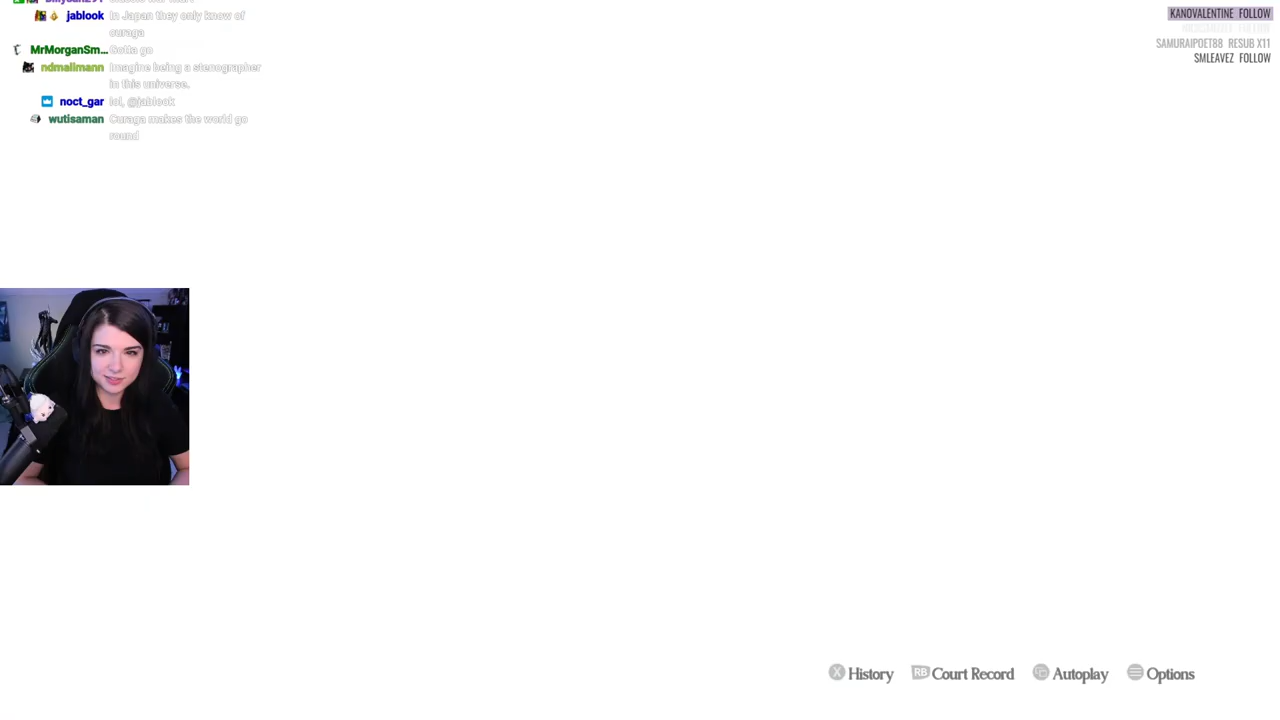 jablook In Japan they only know of
curaga
MrMorganSm... Gotta go
ndmallmann Imagine being a stenographer
in this universe.
noct_gar lol, @jablook
wutisaman Curaga makes the world go
round
KANOVALENTINE FOLLOW
SAMURAIPOET88 RESUB X11
SMLEAVEZ FOLLOW
X History RB Court Record Autoplay Options